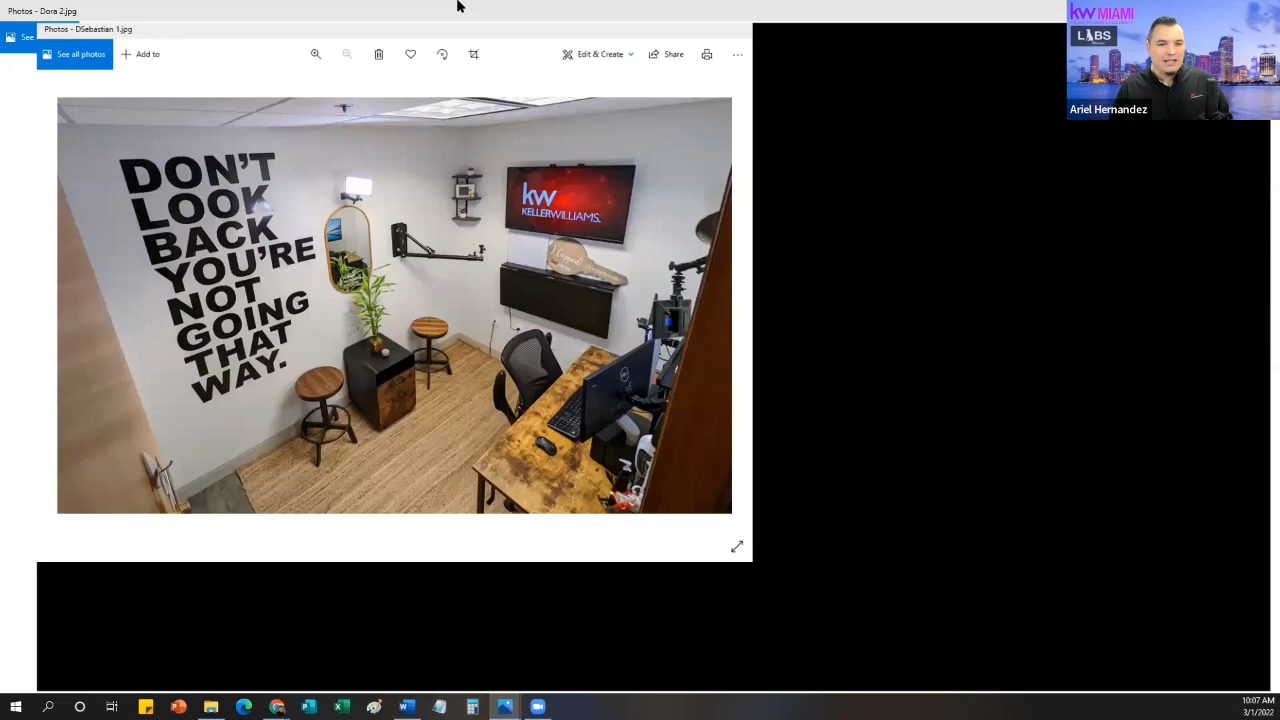 Photos - Dora 2.jpg
Photos - DSebastian 1.jpg
See
See all photos
Add to
Edit & Create
Share
DON'T
LOOK
BACK
YOU'RE
NOT
GOING
THAT
WAY.
kw
KELLERWILLIAMS.
DELL
kw MIAMI
LABS
Ariel Hernandez
10:07 AM
3/1/2022